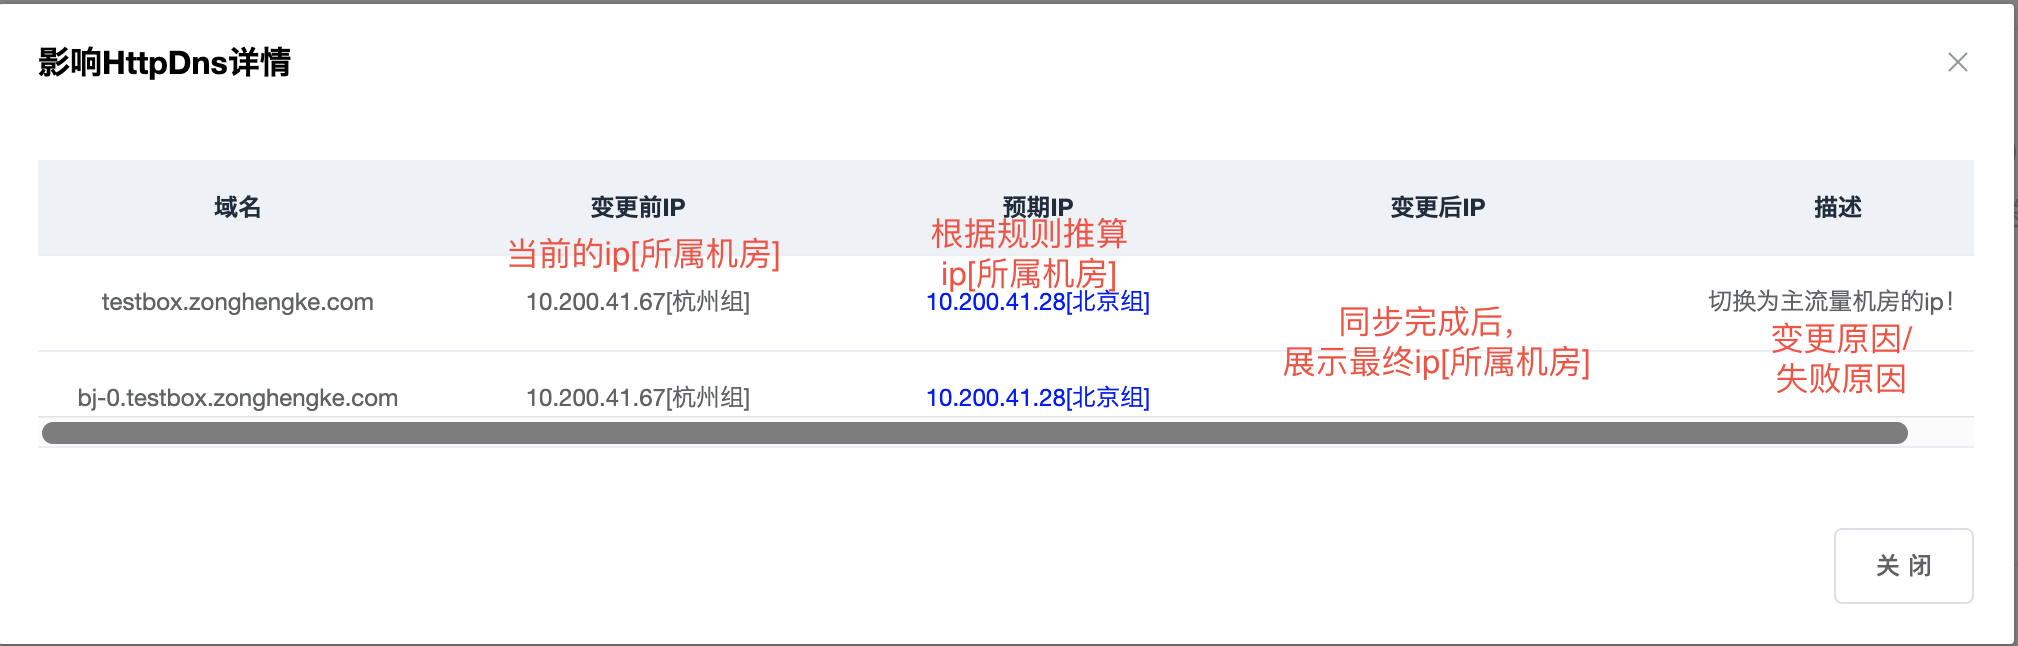 影响HttpDns详情
域名 变更前IP 预期IP 变更后IP 描述
当前的ip[所属机房]
根据规则推算
ip[所属机房]
testbox.zonghengke.com 10.200.41.67[杭州组] 10.200.41.28[北京组] 切换为主流量机房的ip!
同步完成后,
展示最终ip[所属机房]
变更原因/
失败原因
bj-0.testbox.zonghengke.com 10.200.41.67[杭州组] 10.200.41.28[北京组]
关 闭